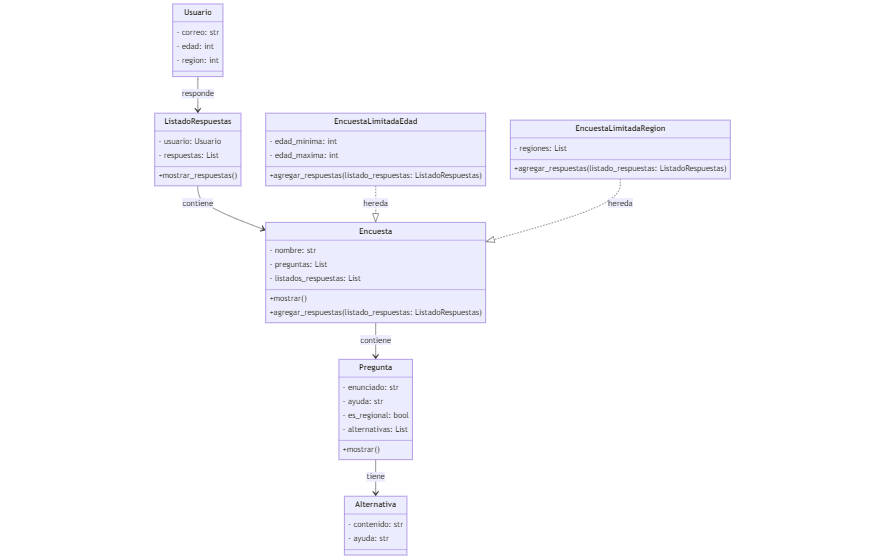 Usuario
- correo: str
- edad: int
- region: int
responde
ListadoRespuestas
- usuario: Usuario
- respuestas: List
+mostrar_respuestas()
contiene
EncuestaLimitadaEdad
- edad_minima: int
- edad_maxima: int
+agregar_respuestas(listado_respuestas: ListadoRespuestas)
hereda
EncuestaLimitadaRegion
- regiones: List
+agregar_respuestas(listado_respuestas: ListadoRespuestas)
hereda
Encuesta
- nombre: str
- preguntas: List
- listados_respuestas: List
+mostrar()
+agregar_respuestas(listado_respuestas: ListadoRespuestas)
contiene
Pregunta
- enunciado: str
- ayuda: str
- es_regional: bool
- alternativas: List
+mostrar()
tiene
Alternativa
- contenido: str
- ayuda: str